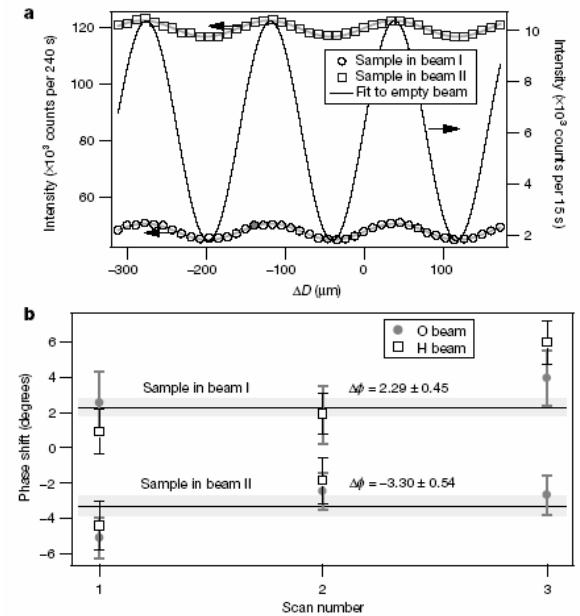 a
Intensity (×10³ counts per 240 s)
120
100
80
60
Sample in beam I
Sample in beam II
Fit to empty beam
10
8
6
4
2
Intensity (×10³ counts per 15 s)
−300
−200
−100
0
100
ΔD (μm)
b
Phase shift (degrees)
6
4
2
0
−2
−4
−6
O beam
H beam
Sample in beam I
Δϕ = 2.29 ± 0.45
Sample in beam II
Δϕ = −3.30 ± 0.54
1
2
3
Scan number